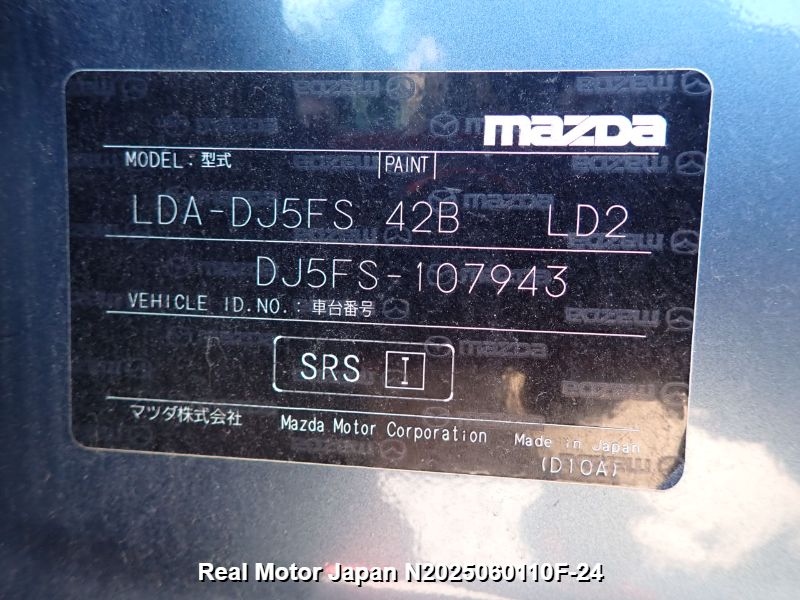 mazda
MODEL: 型式 PAINT
LDA-DJ5FS 42B LD2
DJ5FS-107943
VEHICLE ID.NO.: 車台番号
SRS I
マツダ株式会社 Mazda Motor Corporation Made in Japan
(D10A)
Real Motor Japan N2025060110F-24